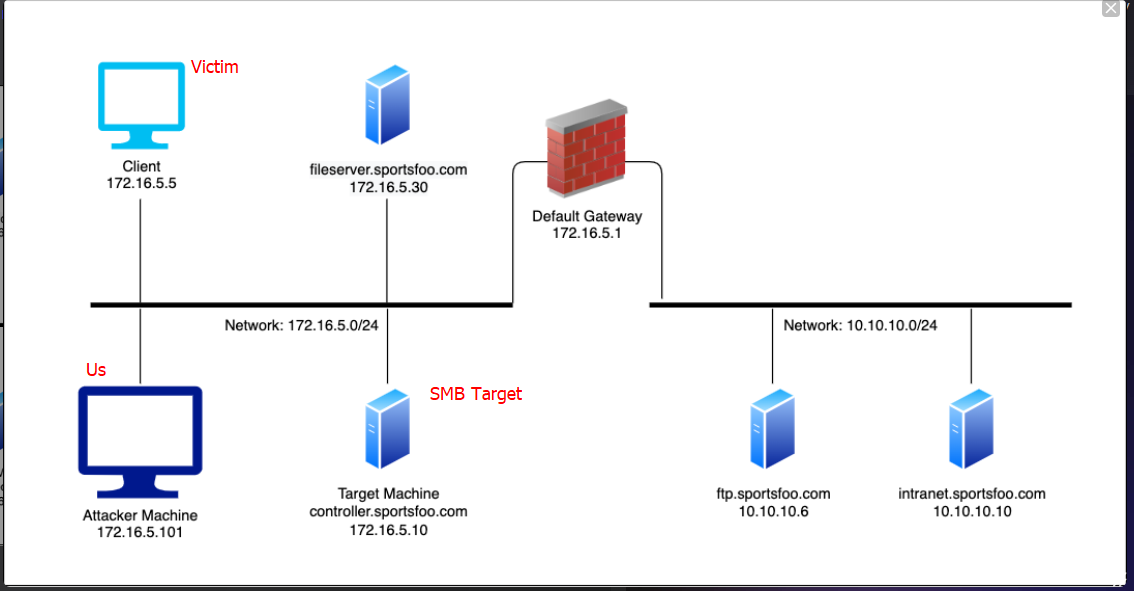 Victim
Client
172.16.5.5
fileserver.sportsfoo.com
172.16.5.30
Default Gateway
172.16.5.1
Network: 172.16.5.0/24
Network: 10.10.10.0/24
Us
SMB Target
Attacker Machine
172.16.5.101
Target Machine
controller.sportsfoo.com
172.16.5.10
ftp.sportsfoo.com
10.10.10.6
intranet.sportsfoo.com
10.10.10.10